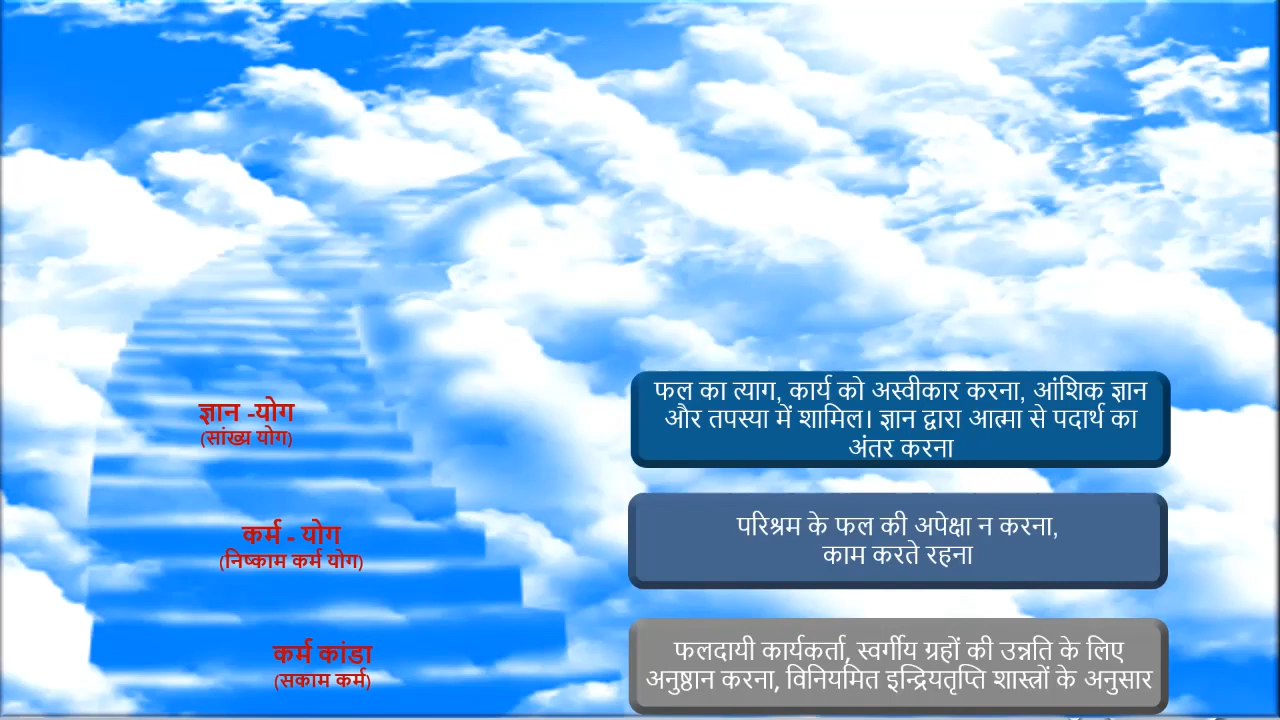 ज्ञान -योग
(सांख्य योग)
फल का त्याग, कार्य को अस्वीकार करना, आंशिक ज्ञान
और तपस्या में शामिल। ज्ञान द्वारा आत्मा से पदार्थ का
अंतर करना
कर्म - योग
(निष्काम कर्म योग)
परिश्रम के फल की अपेक्षा न करना,
काम करते रहना
कर्म कांडा
(सकाम कर्म)
फलदायी कार्यकर्ता, स्वर्गीय ग्रहों की उन्नति के लिए
अनुष्ठान करना, विनियमित इन्द्रियतृप्ति शास्त्रों के अनुसार